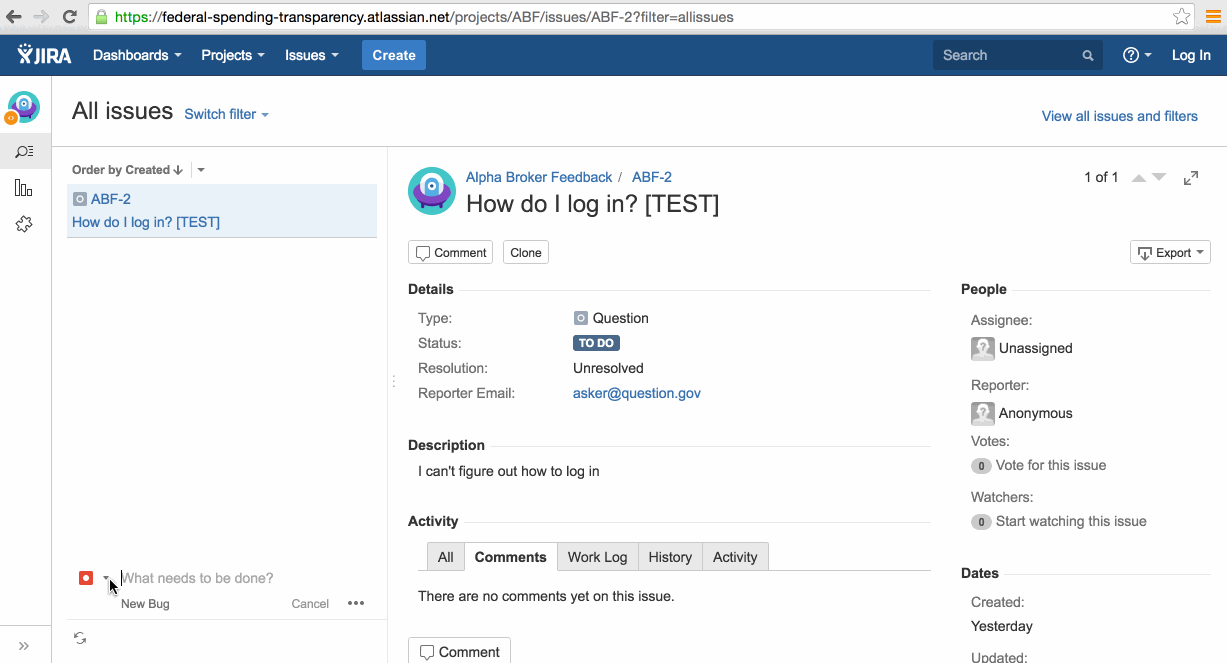 https://federal-spending-transparency.atlassian.net/projects/ABF/issues/ABF-2?filter=allissues
JIRA Dashboards Projects Issues Create Search Log In
All issues Switch filter
View all issues and filters
Order by Created
ABF-2
How do I log in? [TEST]
Alpha Broker Feedback / ABF-2
1 of 1
How do I log in? [TEST]
Comment Clone Export
Details
Type: Question
Status: TO DO
Resolution: Unresolved
Reporter Email: asker@question.gov
Description
I can't figure out how to log in
Activity
All Comments Work Log History Activity
There are no comments yet on this issue.
Comment
People
Assignee:
Unassigned
Reporter:
Anonymous
Votes:
0 Vote for this issue
Watchers:
0 Start watching this issue
Dates
Created:
Yesterday
Updated:
What needs to be done?
New Bug Cancel •••